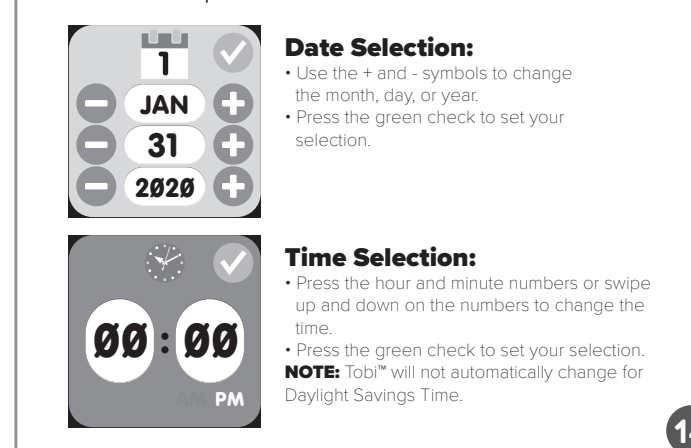 1
JAN
31
2020
Date Selection:
• Use the + and - symbols to change
the month, day, or year.
• Press the green check to set your
selection.
00 : 00
AM PM
Time Selection:
• Press the hour and minute numbers or swipe
up and down on the numbers to change the
time.
• Press the green check to set your selection.
NOTE: Tobi™ will not automatically change for
Daylight Savings Time.